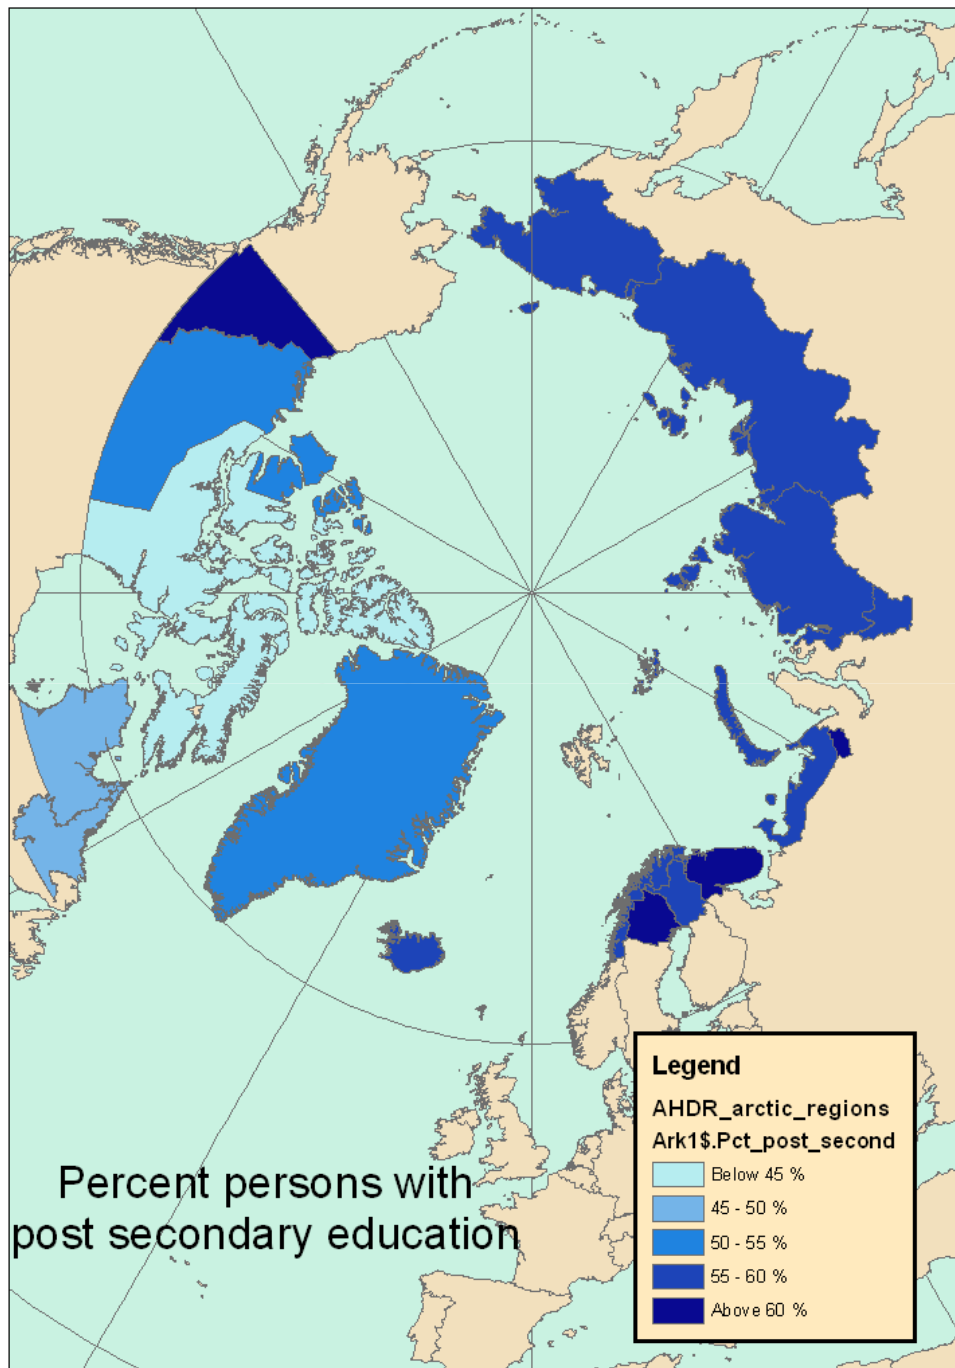 Percent persons with
post secondary education
Legend
AHDR_arctic_regions
Ark1$.Pct_post_second
Below 45 %
45 - 50 %
50 - 55 %
55 - 60 %
Above 60 %